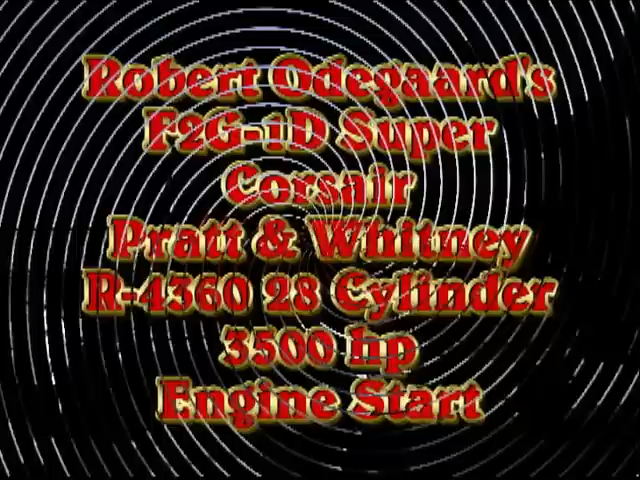 Robert Odegaard's
F2G-1D Super
Corsair
Pratt & Whitney
R-4360 28 Cylinder
3500 hp
Engine Start